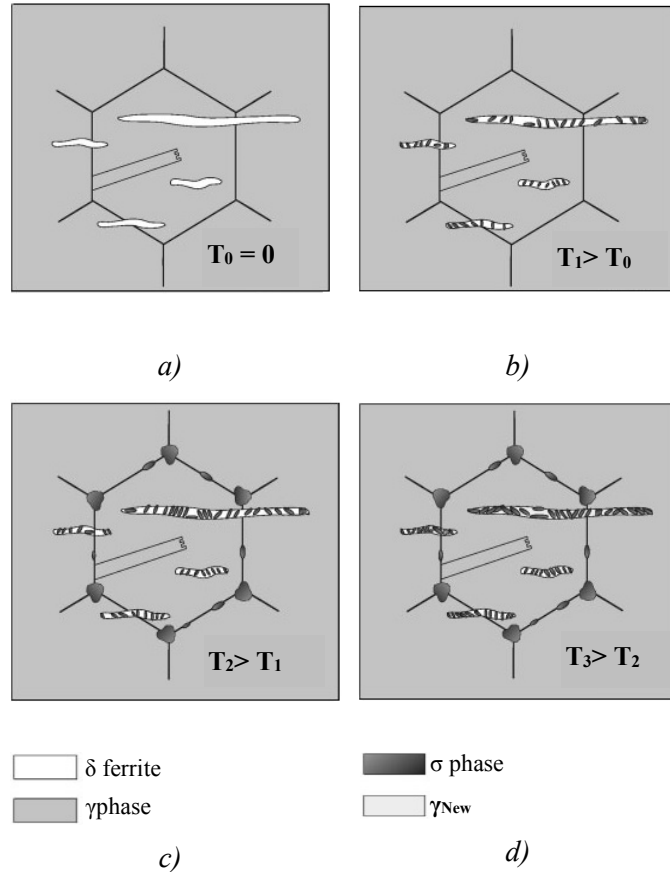 T₀ = 0
T₁> T₀
a)
b)
T₂> T₁
T₃> T₂
δ ferrite
σ phase
γphase
γNew
c)
d)